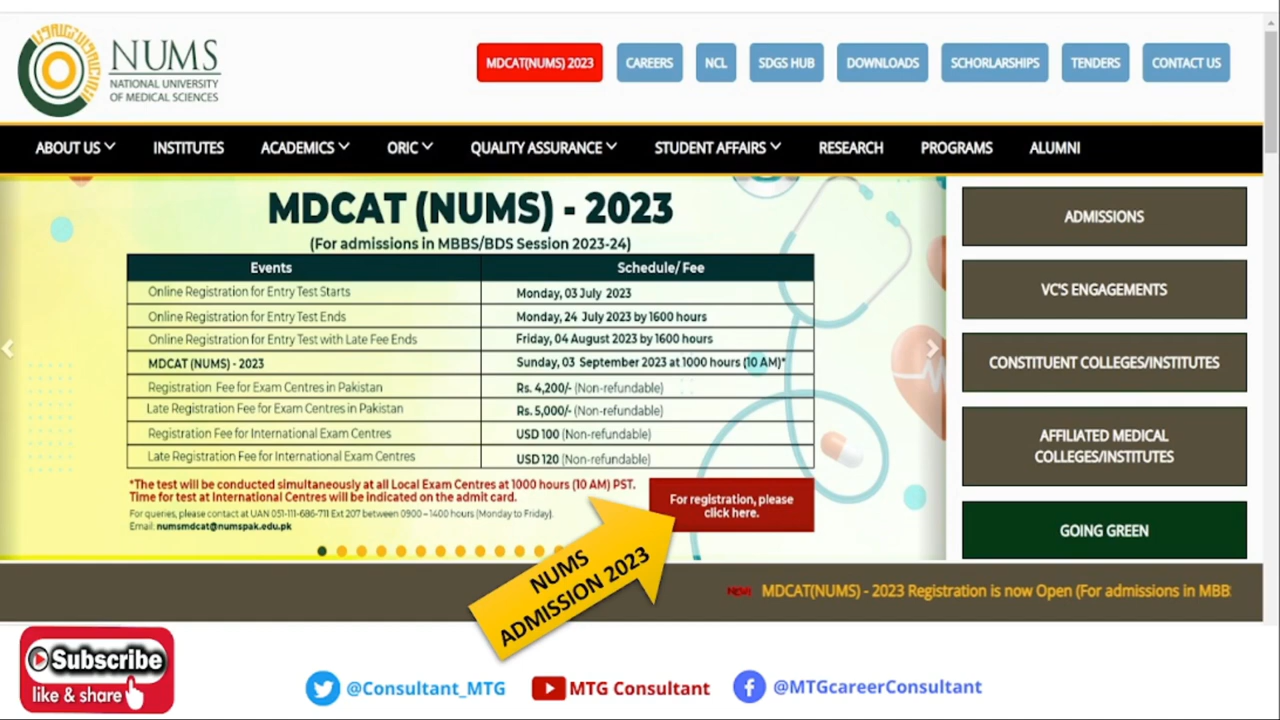 NUMS
NATIONAL UNIVERSITY
OF MEDICAL SCIENCES
MDCAT(NUMS) 2023
CAREERS
NCL
SDGS HUB
DOWNLOADS
SCHORLARSHIPS
TENDERS
CONTACT US
ABOUT US
INSTITUTES
ACADEMICS
ORIC
QUALITY ASSURANCE
STUDENT AFFAIRS
RESEARCH
PROGRAMS
ALUMNI
MDCAT (NUMS) - 2023
(For admissions in MBBS/BDS Session 2023-24)
Events Schedule/ Fee
Online Registration for Entry Test Starts Monday, 03 July 2023
Online Registration for Entry Test Ends Monday, 24 July 2023 by 1600 hours
Online Registration for Entry Test with Late Fee Ends Friday, 04 August 2023 by 1600 hours
MDCAT (NUMS) - 2023 Sunday, 03 September 2023 at 1000 hours (10 AM)*
Registration Fee for Exam Centres in Pakistan Rs. 4,200/- (Non-refundable)
Late Registration Fee for Exam Centres in Pakistan Rs. 5,000/- (Non-refundable)
Registration Fee for International Exam Centres USD 100 (Non-refundable)
Late Registration Fee for International Exam Centres USD 120 (Non-refundable)
*The test will be conducted simultaneously at all Local Exam Centres at 1000 hours (10 AM) PST.
Time for test at International Centres will be indicated on the admit card.
For queries, please contact at UAN 051-111-686-711 Ext 207 between 0900 – 1400 hours (Monday to Friday).
Email: numsmdcat@numspak.edu.pk
For registration, please
click here.
ADMISSIONS
VC'S ENGAGEMENTS
CONSTITUENT COLLEGES/INSTITUTES
AFFILIATED MEDICAL
COLLEGES/INSTITUTES
GOING GREEN
NUMS
ADMISSION 2023
NEW MDCAT(NUMS) - 2023 Registration is now Open (For admissions in MBB
Subscribe
like & share
@Consultant_MTG
MTG Consultant
@MTGcareerConsultant